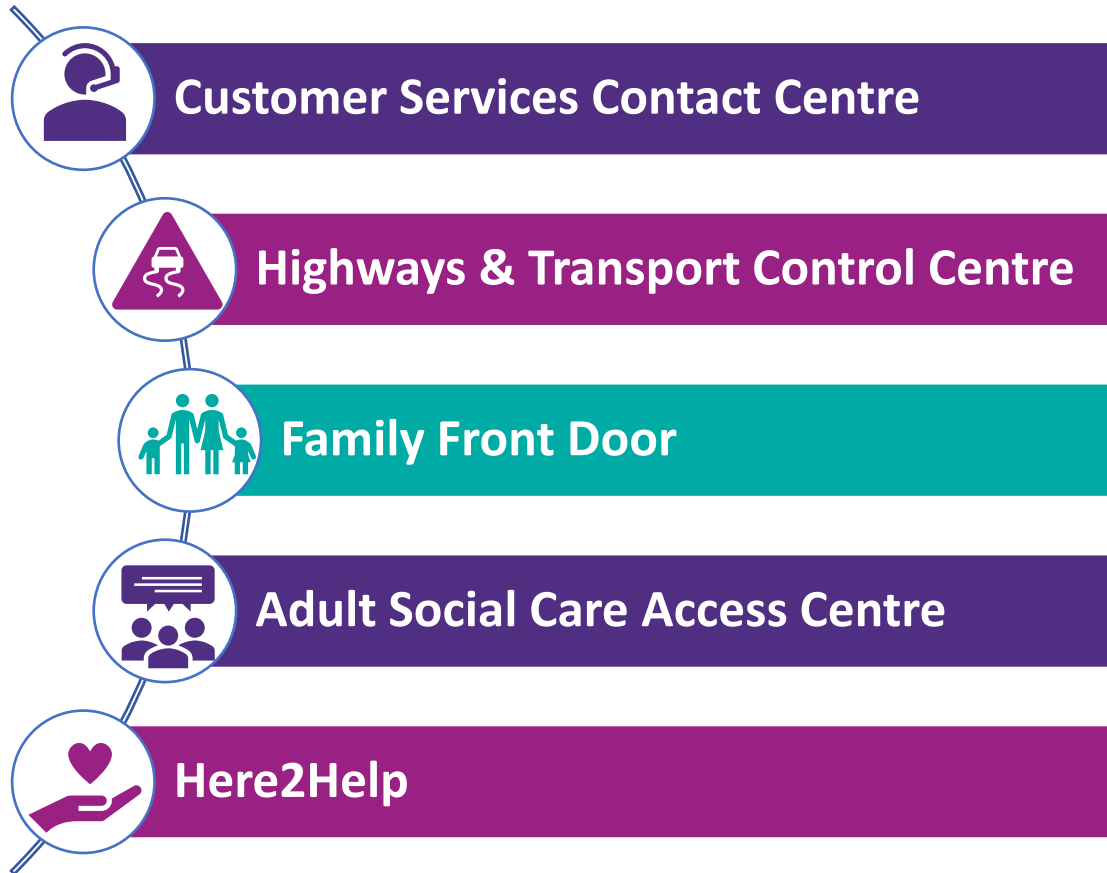 Customer Services Contact Centre
Highways & Transport Control Centre
Family Front Door
Adult Social Care Access Centre
Here2Help